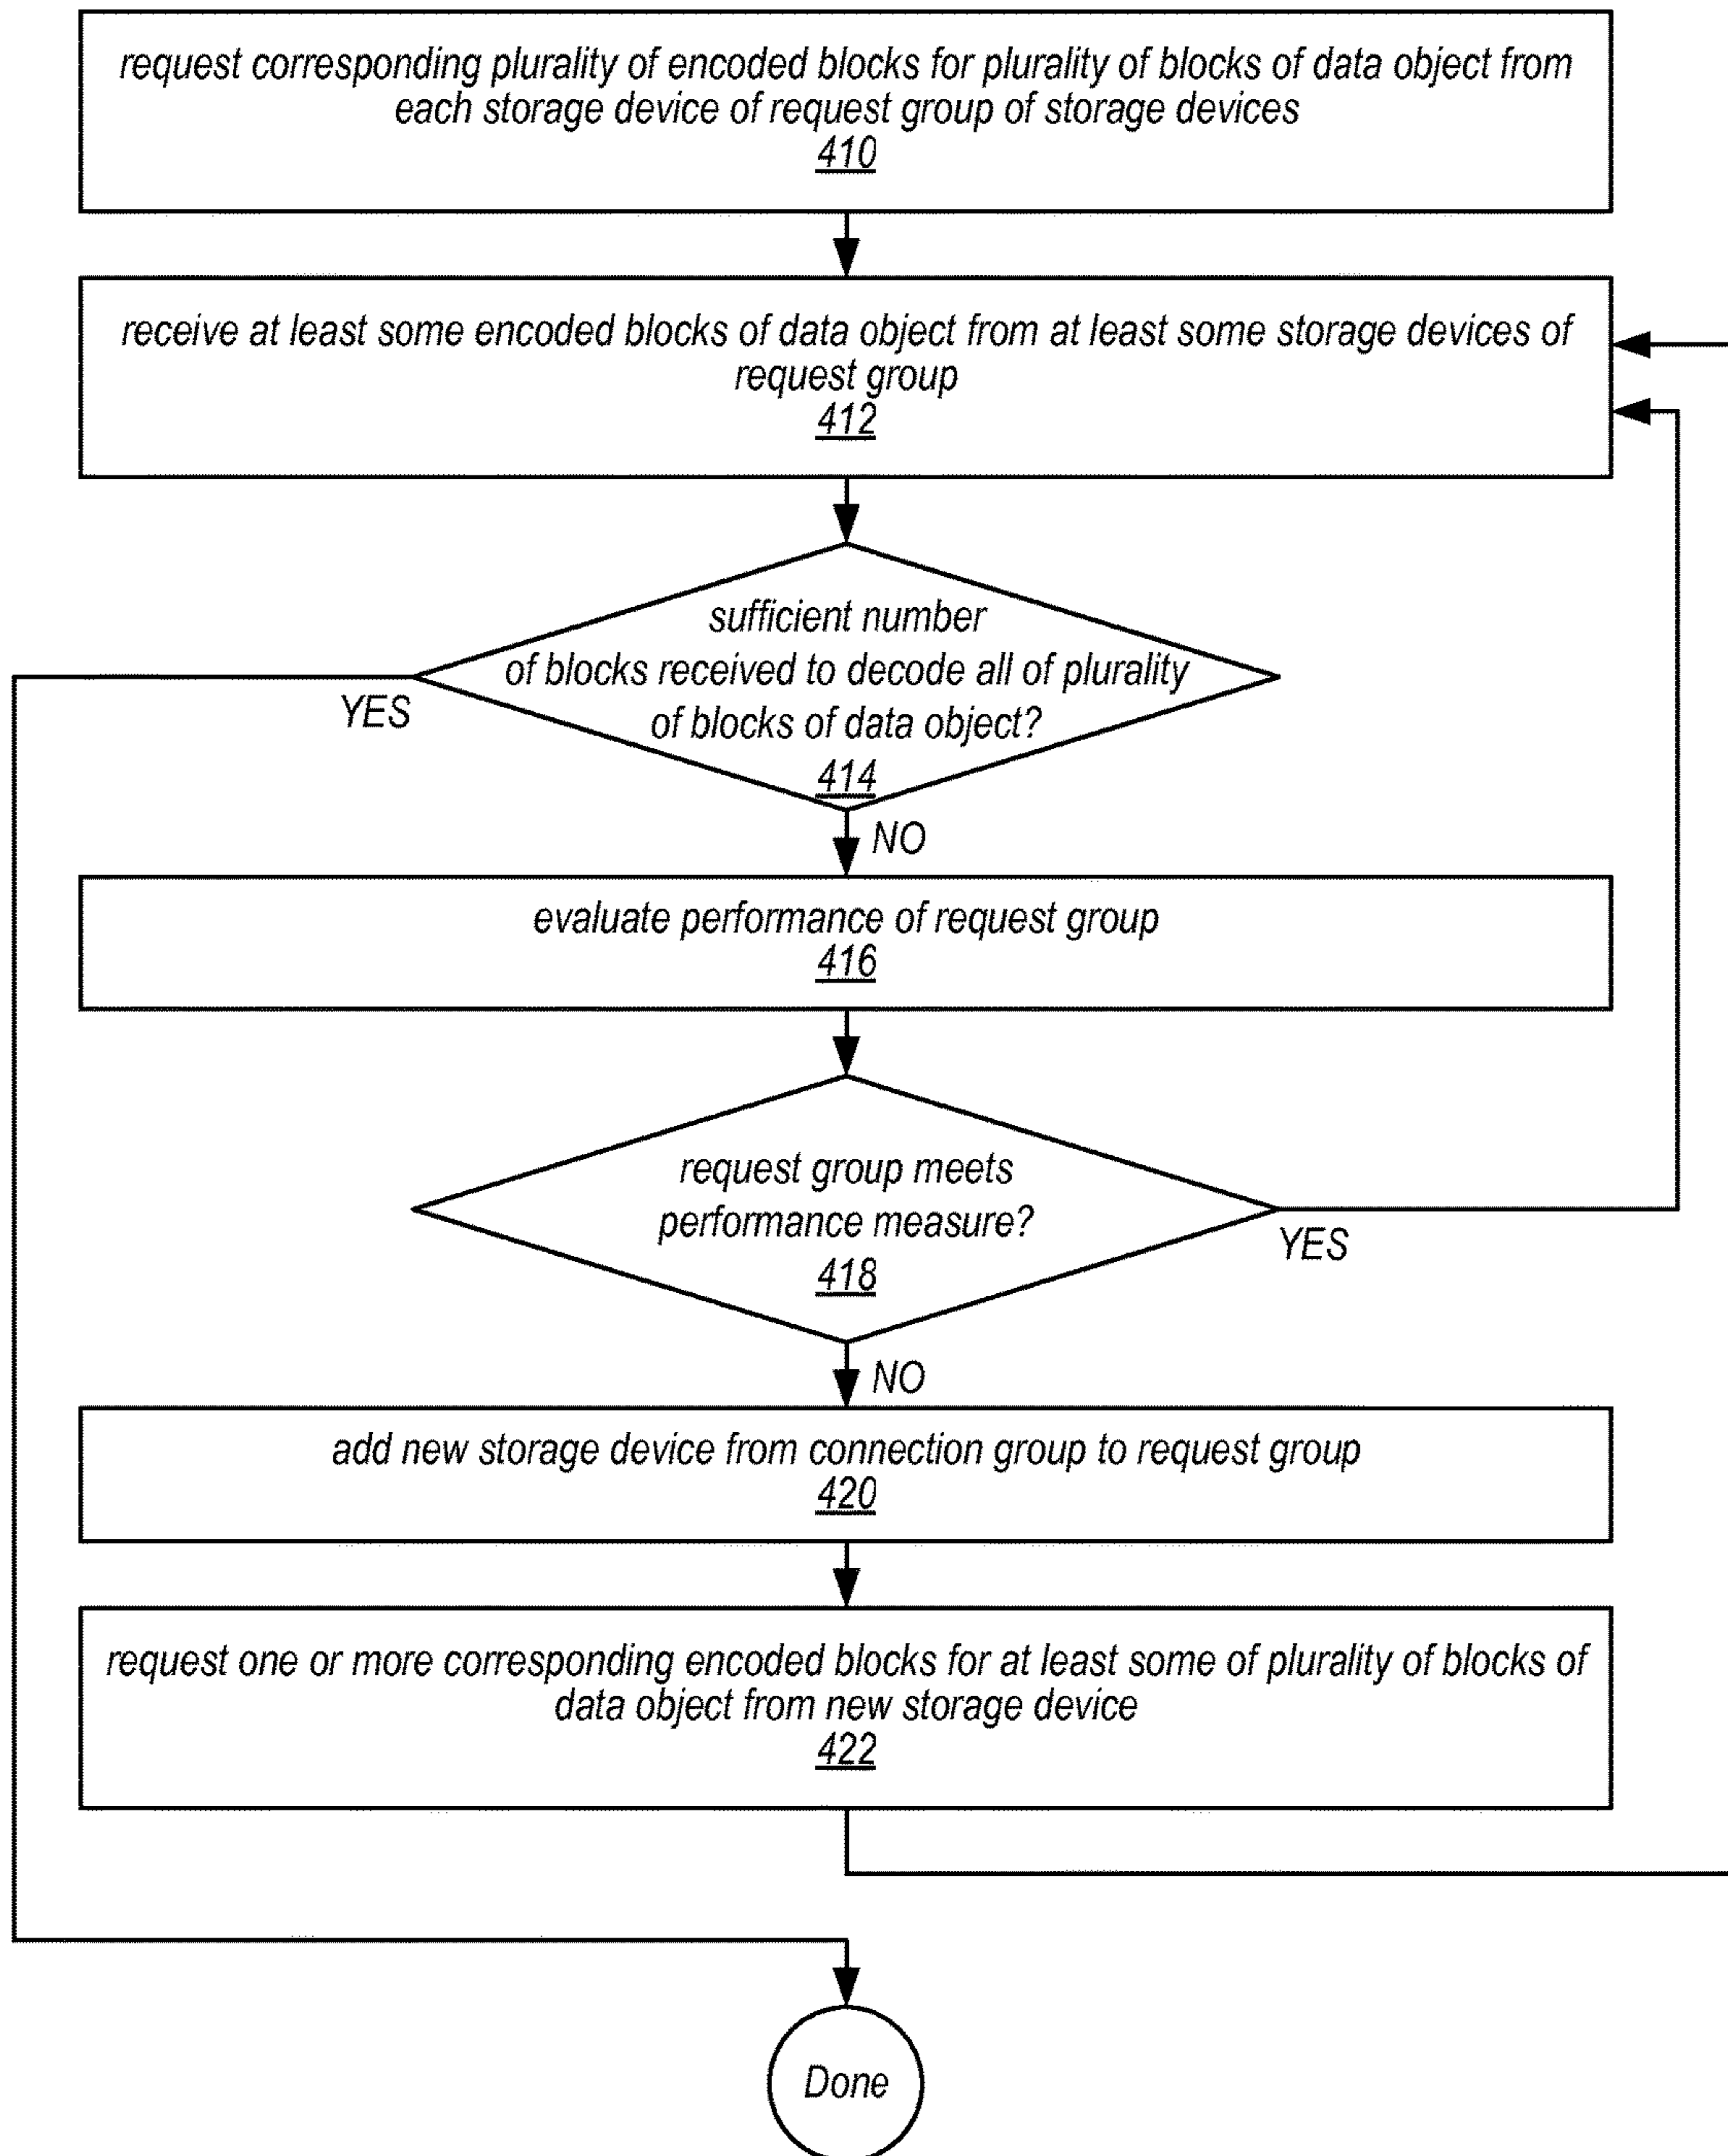 request corresponding plurality of encoded blocks for plurality of blocks of data object from
each storage device of request group of storage devices
410
receive at least some encoded blocks of data object from at least some storage devices of
request group
412
sufficient number
of blocks received to decode all of plurality
of blocks of data object?
414
YES
NO
evaluate performance of request group
416
request group meets
performance measure?
418
YES
NO
add new storage device from connection group to request group
420
request one or more corresponding encoded blocks for at least some of plurality of blocks of
data object from new storage device
422
Done